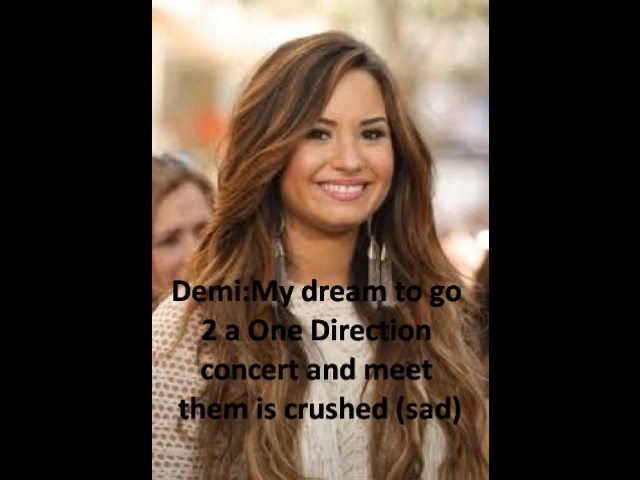 Demi:My dream to go
2 a One Direction
concert and meet
them is crushed (sad)